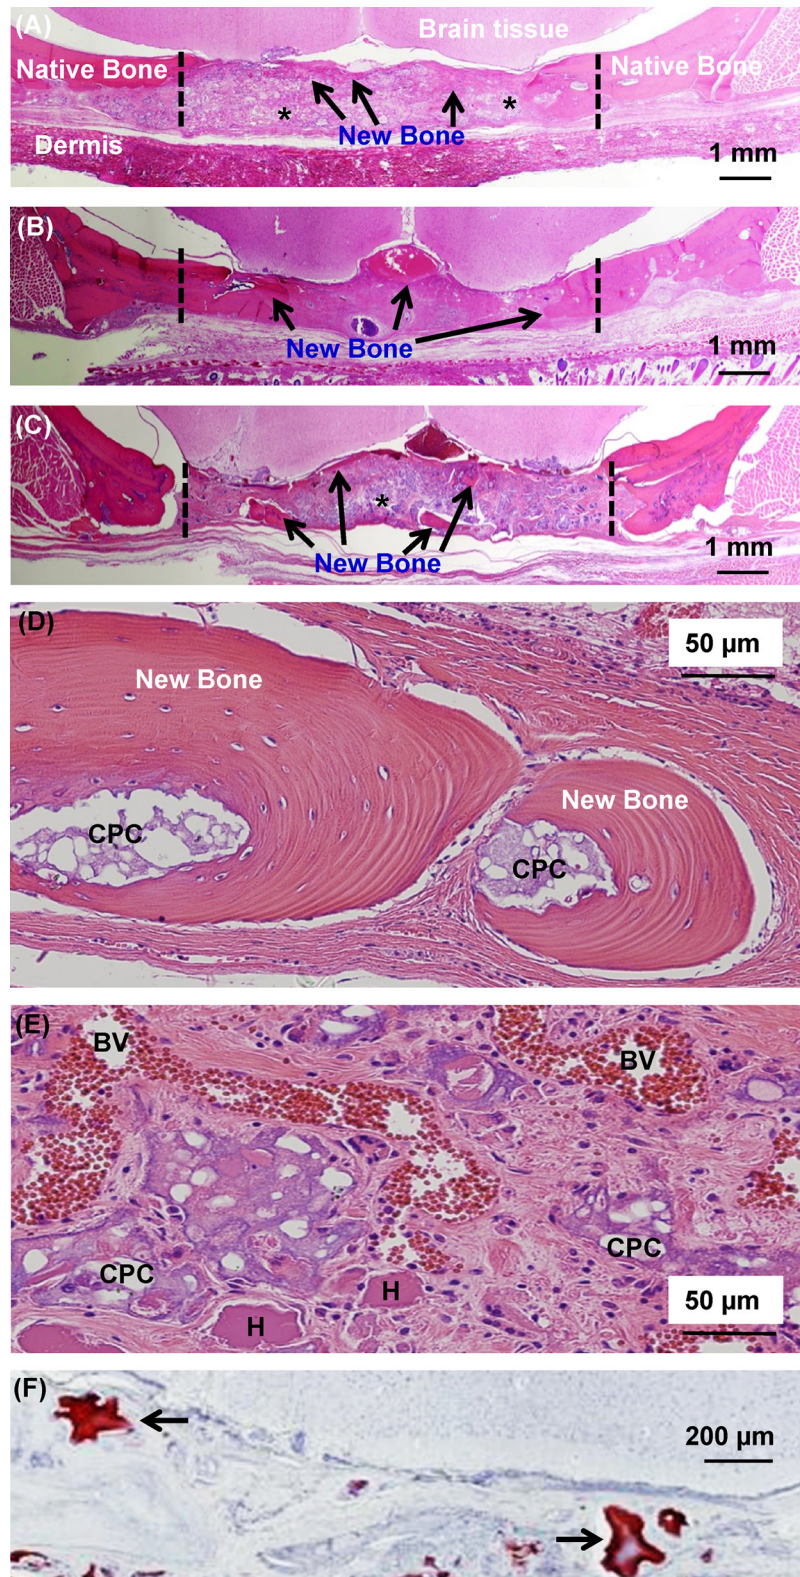 (A)
Brain tissue
Native Bone
Native Bone
*
*
New Bone
Dermis
1 mm
(B)
New Bone
1 mm
(C)
*
New Bone
1 mm
(D)
50 µm
New Bone
New Bone
CPC
CPC
(E)
BV
BV
CPC
CPC
H
H
50 µm
(F)
200 µm